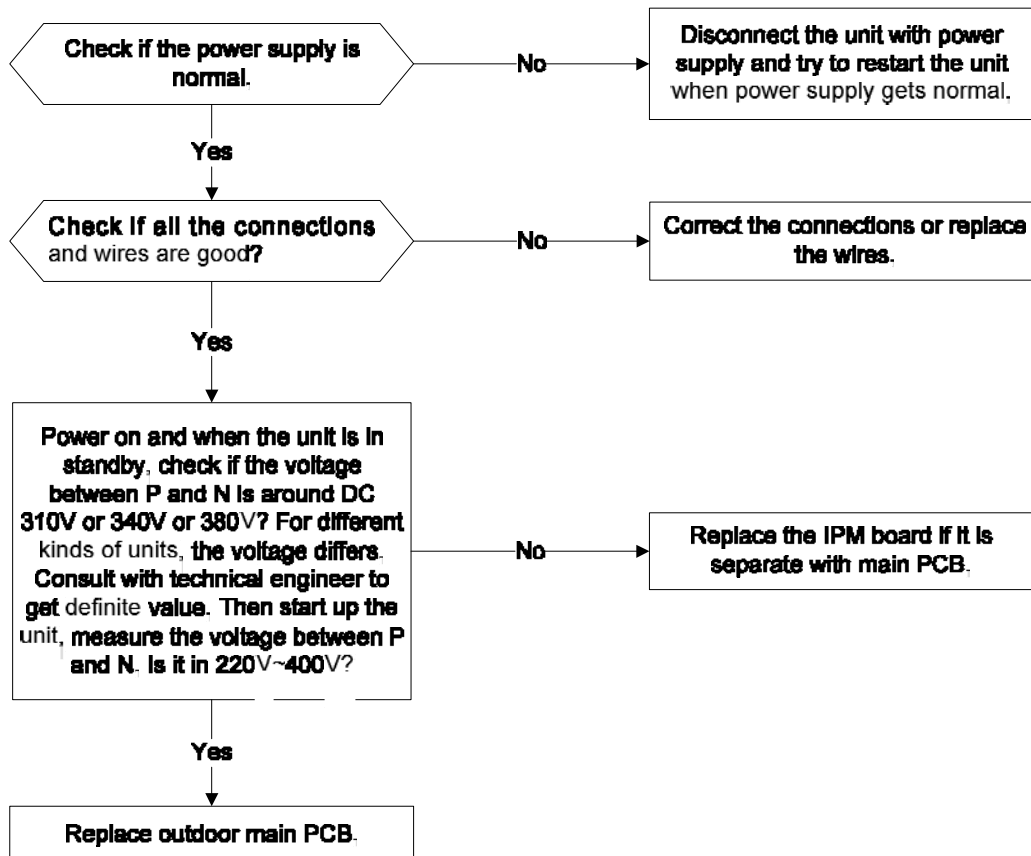 Check if the power supply is
normal.
No
Disconnect the unit with power
supply and try to restart the unit
when power supply gets normal.
Yes
Check if all the connections
and wires are good?
No
Correct the connections or replace
the wires.
Yes
Power on and when the unit is in
standby, check if the voltage
between P and N is around DC
310V or 340V or 380V? For different
kinds of units, the voltage differs.
Consult with technical engineer to
get definite value. Then start up the
unit, measure the voltage between P
and N. Is it in 220V~400V?
No
Replace the IPM board if it is
separate with main PCB.
Yes
Replace outdoor main PCB.